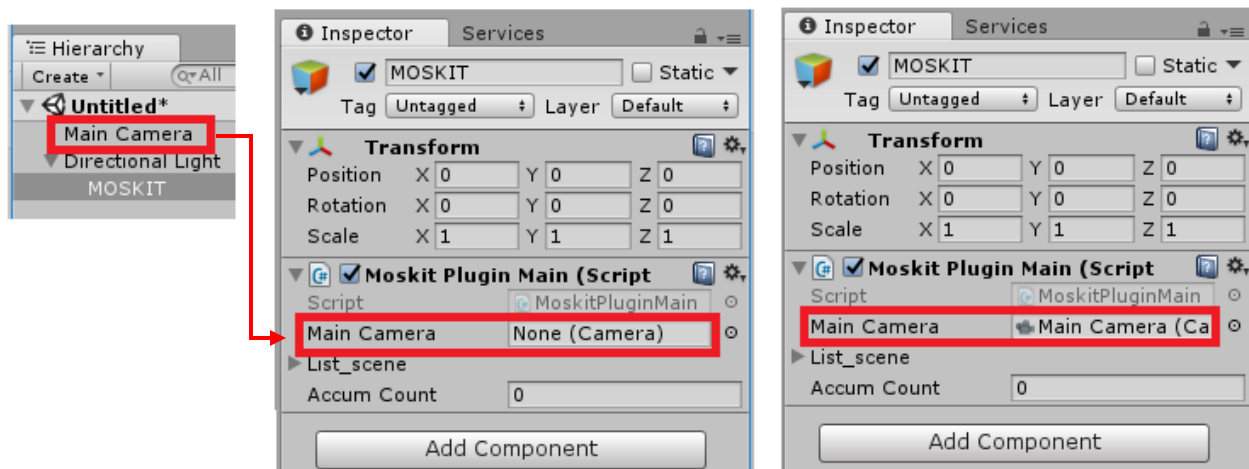 Hierarchy
Create
All
Untitled*
Main Camera
Directional Light
MOSKIT
Inspector Services
MOSKIT Static
Tag Untagged Layer Default
Transform
Position X 0 Y 0 Z 0
Rotation X 0 Y 0 Z 0
Scale X 1 Y 1 Z 1
Moskit Plugin Main (Script
Script MoskitPluginMain
Main Camera None (Camera)
List_scene
Accum Count 0
Add Component
Inspector Services
MOSKIT Static
Tag Untagged Layer Default
Transform
Position X 0 Y 0 Z 0
Rotation X 0 Y 0 Z 0
Scale X 1 Y 1 Z 1
Moskit Plugin Main (Script
Script MoskitPluginMain
Main Camera Main Camera (Ca
List_scene
Accum Count 0
Add Component